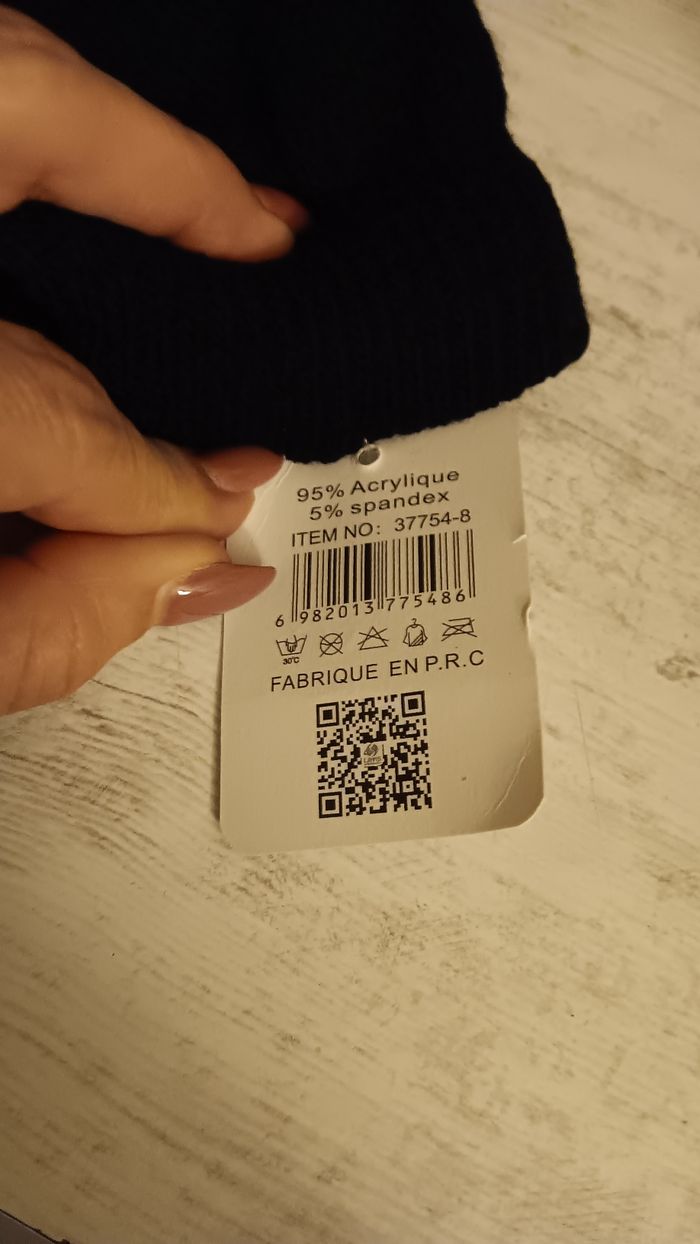 95% Acrylique
5% spandex
ITEM NO: 37754-8
6 982013 775486
30°C
FABRIQUE EN P.R.C